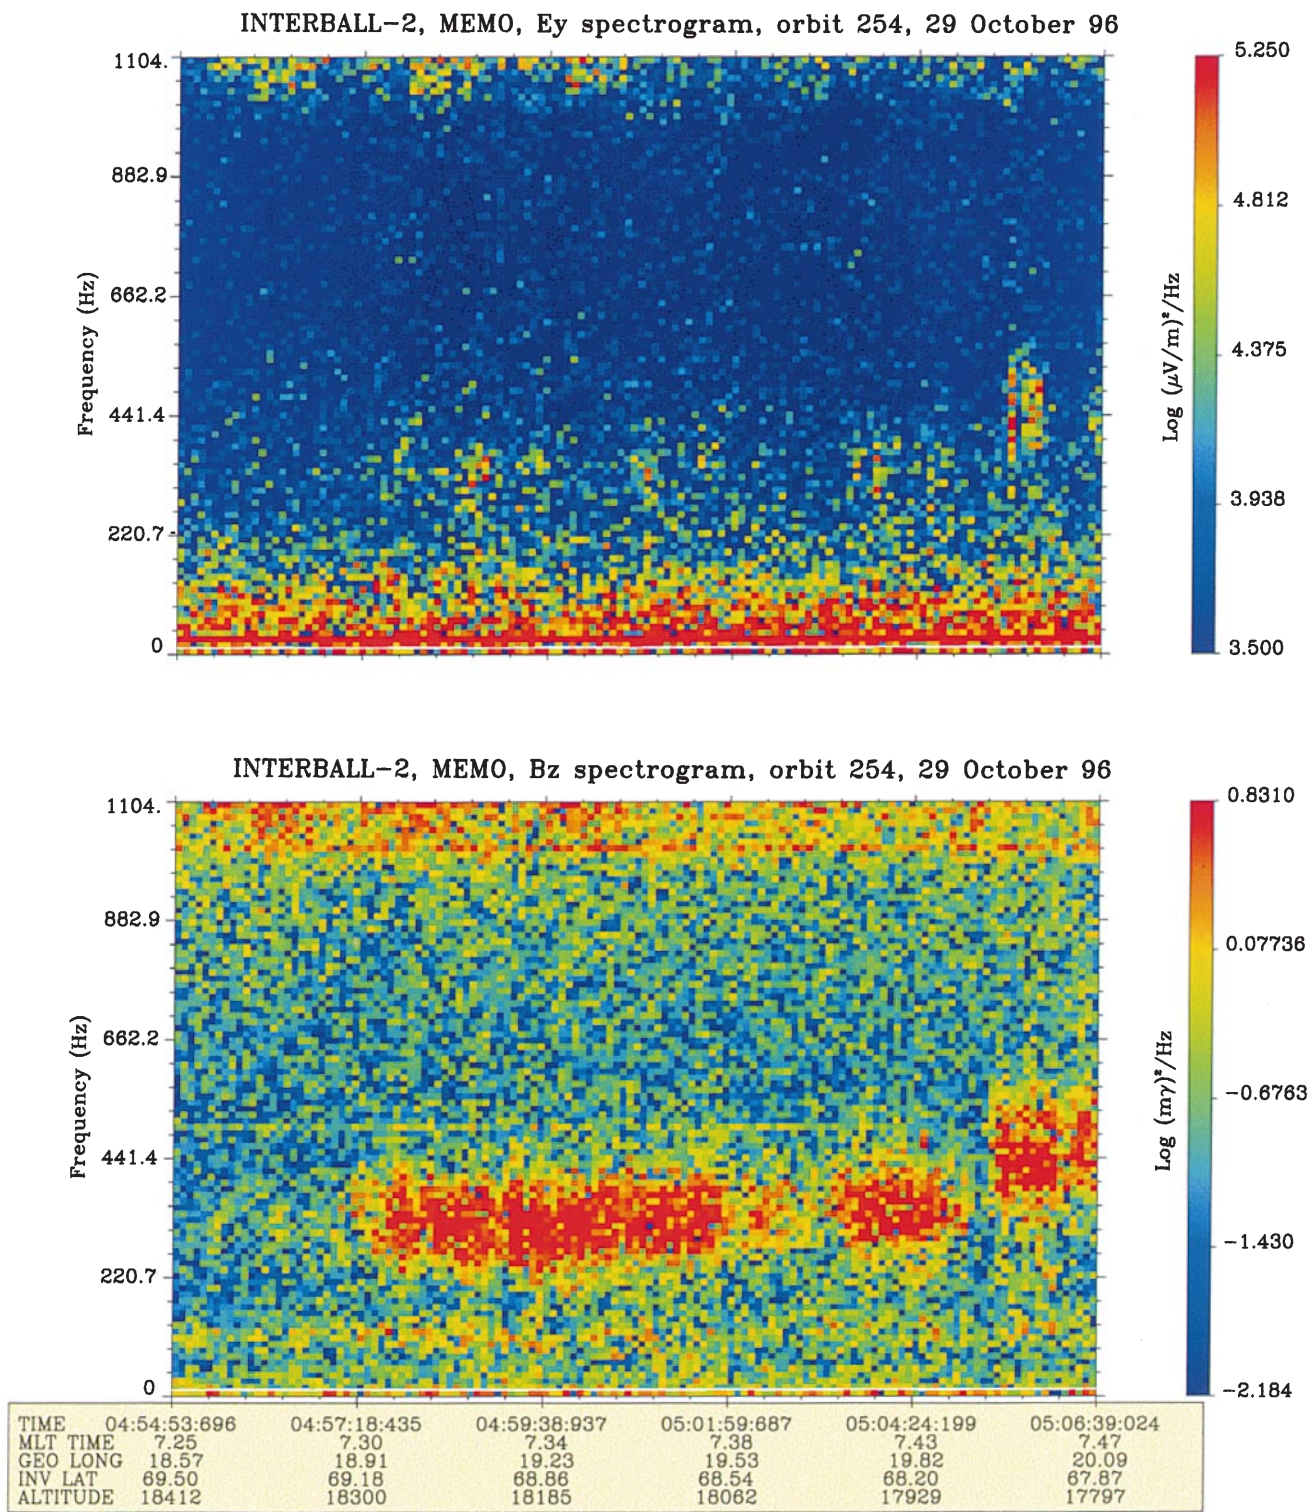 INTERBALL-2, MEMO, Ey spectrogram, orbit 254, 29 October 96
1104.
882.9
662.2
441.4
220.7
0
Frequency (Hz)
5.250
4.812
4.375
3.938
3.500
Log (μV/m)²/Hz
INTERBALL-2, MEMO, Bz spectrogram, orbit 254, 29 October 96
1104.
882.9
662.2
441.4
220.7
0
Frequency (Hz)
0.8310
0.07736
-0.6763
-1.430
-2.184
Log (mγ)²/Hz
TIME 04:54:53:696 04:57:18:435 04:59:38:937 05:01:59:687 05:04:24:199 05:06:39:024
MLT TIME 7.25 7.30 7.34 7.38 7.43 7.47
GEO LONG 18.57 18.91 19.23 19.53 19.82 20.09
INV LAT 69.50 69.18 68.86 68.54 68.20 67.87
ALTITUDE 18412 18300 18185 18062 17929 17797